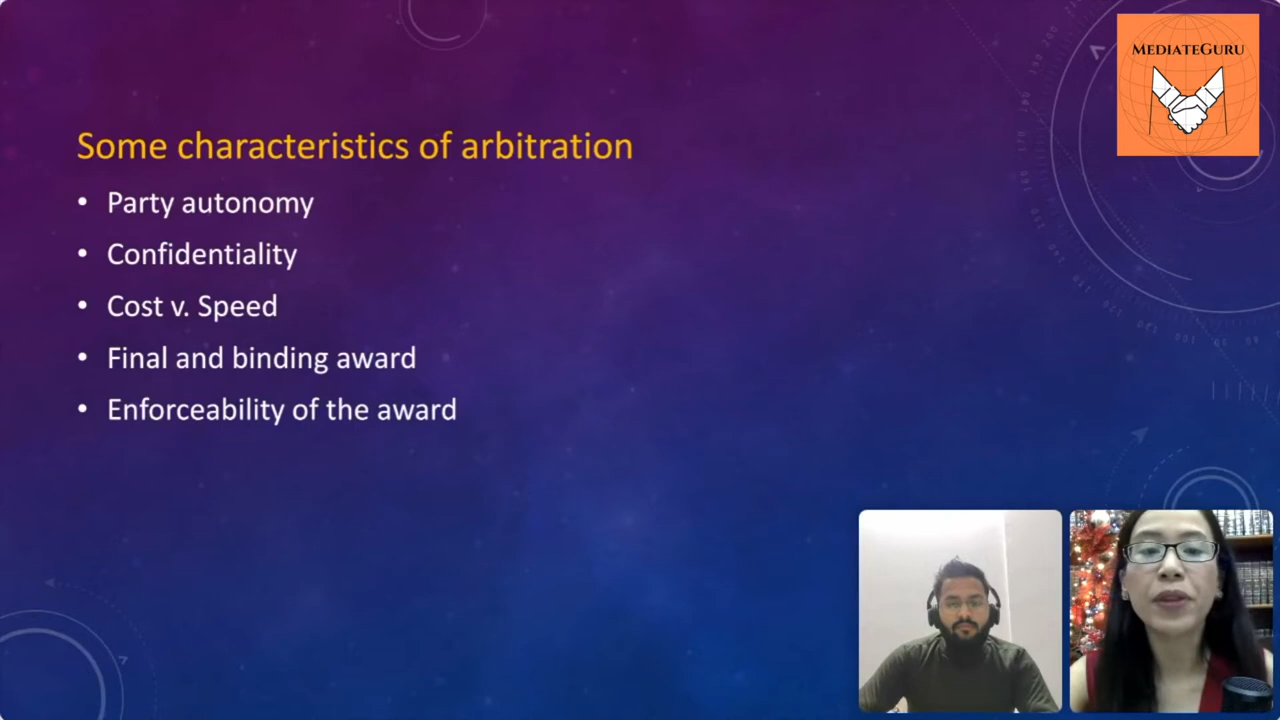 MEDIATEGURU
Some characteristics of arbitration
• Party autonomy
• Confidentiality
• Cost v. Speed
• Final and binding award
• Enforceability of the award